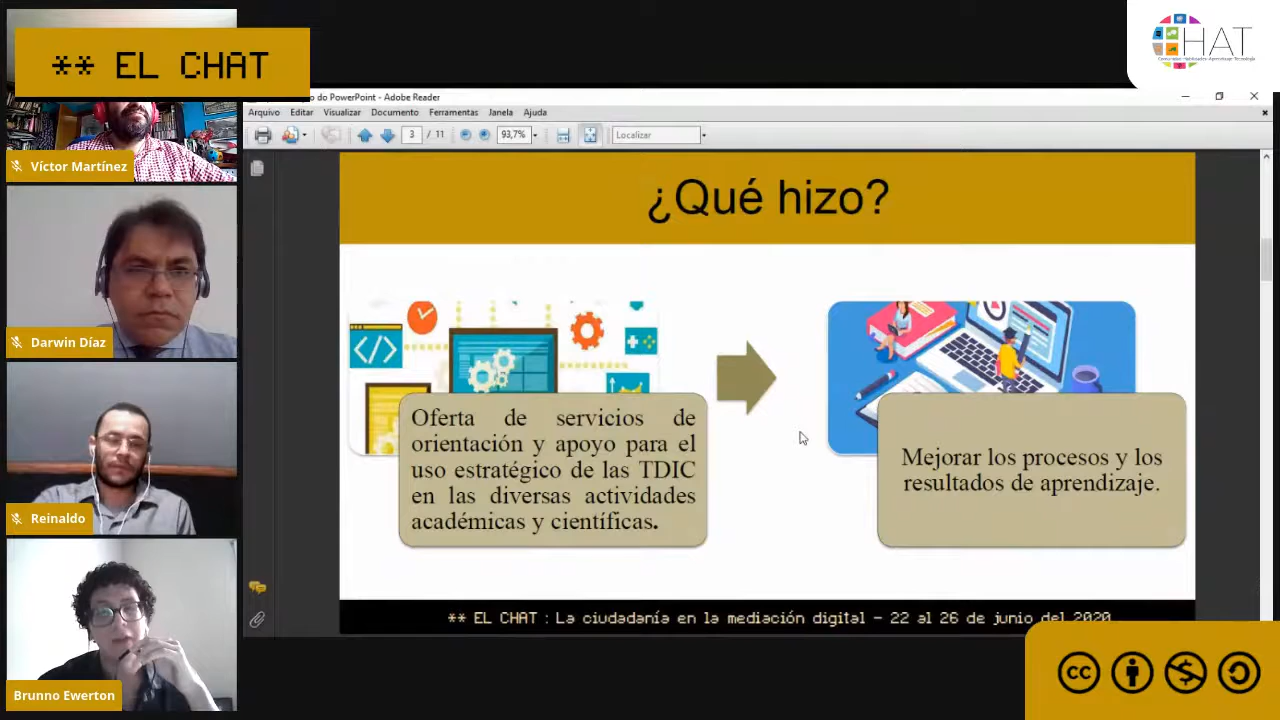 ** EL CHAT
HAT
Víctor Martínez
Darwin Díaz
Reinaldo
Brunno Ewerton
do PowerPoint - Adobe Reader
Arquivo Editar Visualizar Documento Ferramentas Janela Ajuda
3 / 11 93,7% Localizar
¿Qué hizo?
</>
Oferta de servicios de
orientación y apoyo para el
uso estratégico de las TDIC
en las diversas actividades
académicas y científicas.
Mejorar los procesos y los
resultados de aprendizaje.
** EL CHAT : La ciudadanía en la mediación digital – 22 al 26 de junio del 2020
cc